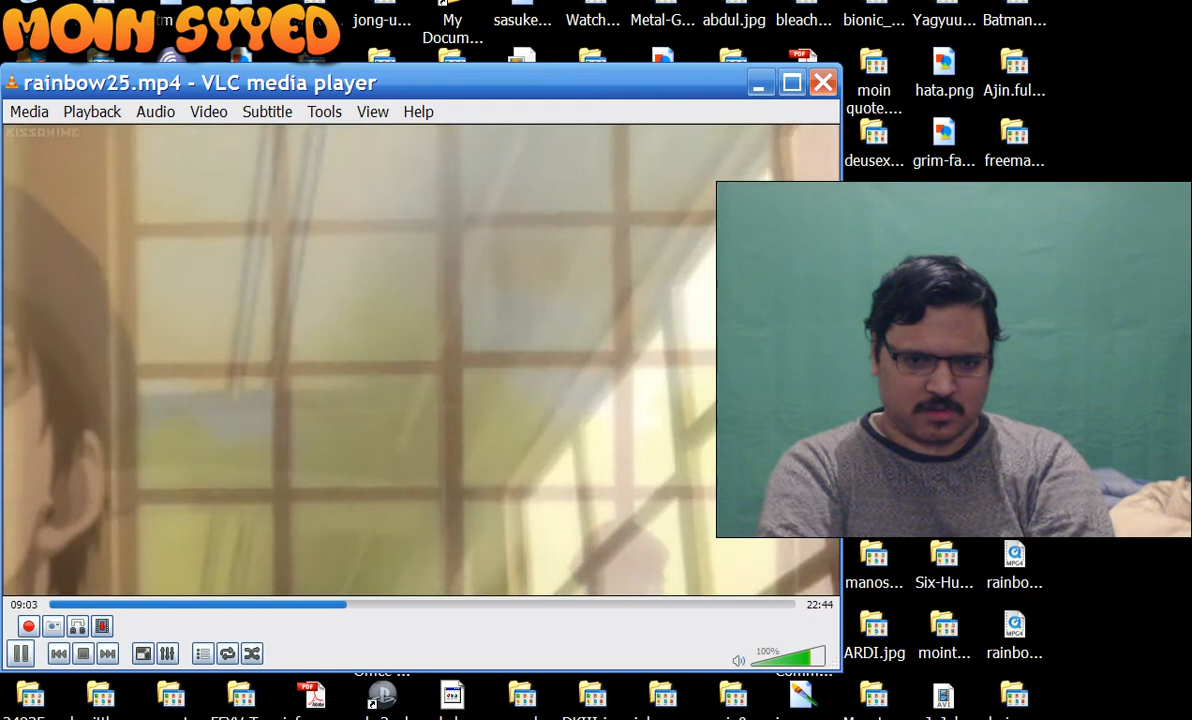 MOIN SYYED
jong-u... My Docum... sasuke... Watch... Metal-G... abdul.jpg bleach... bionic_... Yagyuu... Batman...
rainbow25.mp4 - VLC media player
Media Playback Audio Video Subtitle Tools View Help
KISSANIME
moin quote.... hata.png Ajin.ful...
deusex... grim-fa... freema...
manos... Six-Hu... rainbo...
09:03 22:44
100%
ARDI.jpg moint... rainbo...